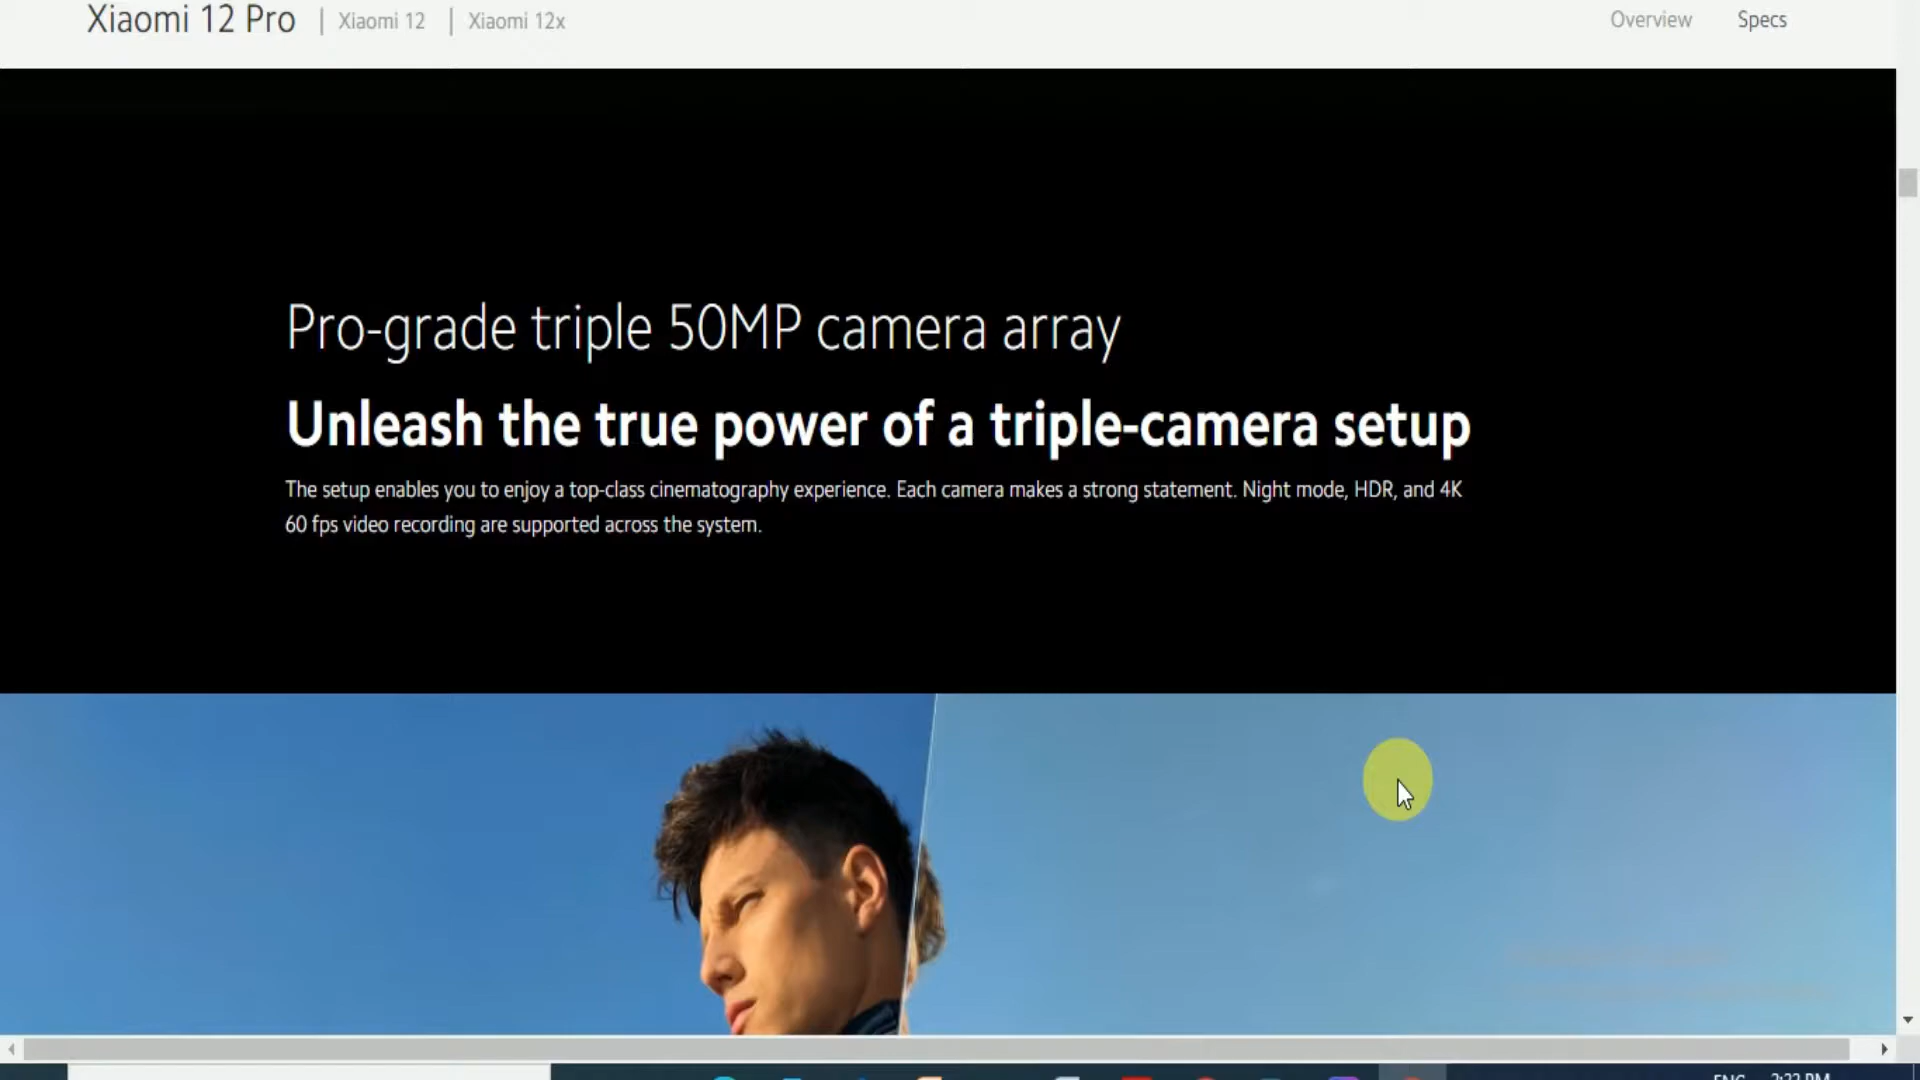 Xiaomi 12 Pro | Xiaomi 12 | Xiaomi 12x Overview Specs
Pro-grade triple 50MP camera array
Unleash the true power of a triple-camera setup
The setup enables you to enjoy a top-class cinematography experience. Each camera makes a strong statement. Night mode, HDR, and 4K
60 fps video recording are supported across the system.